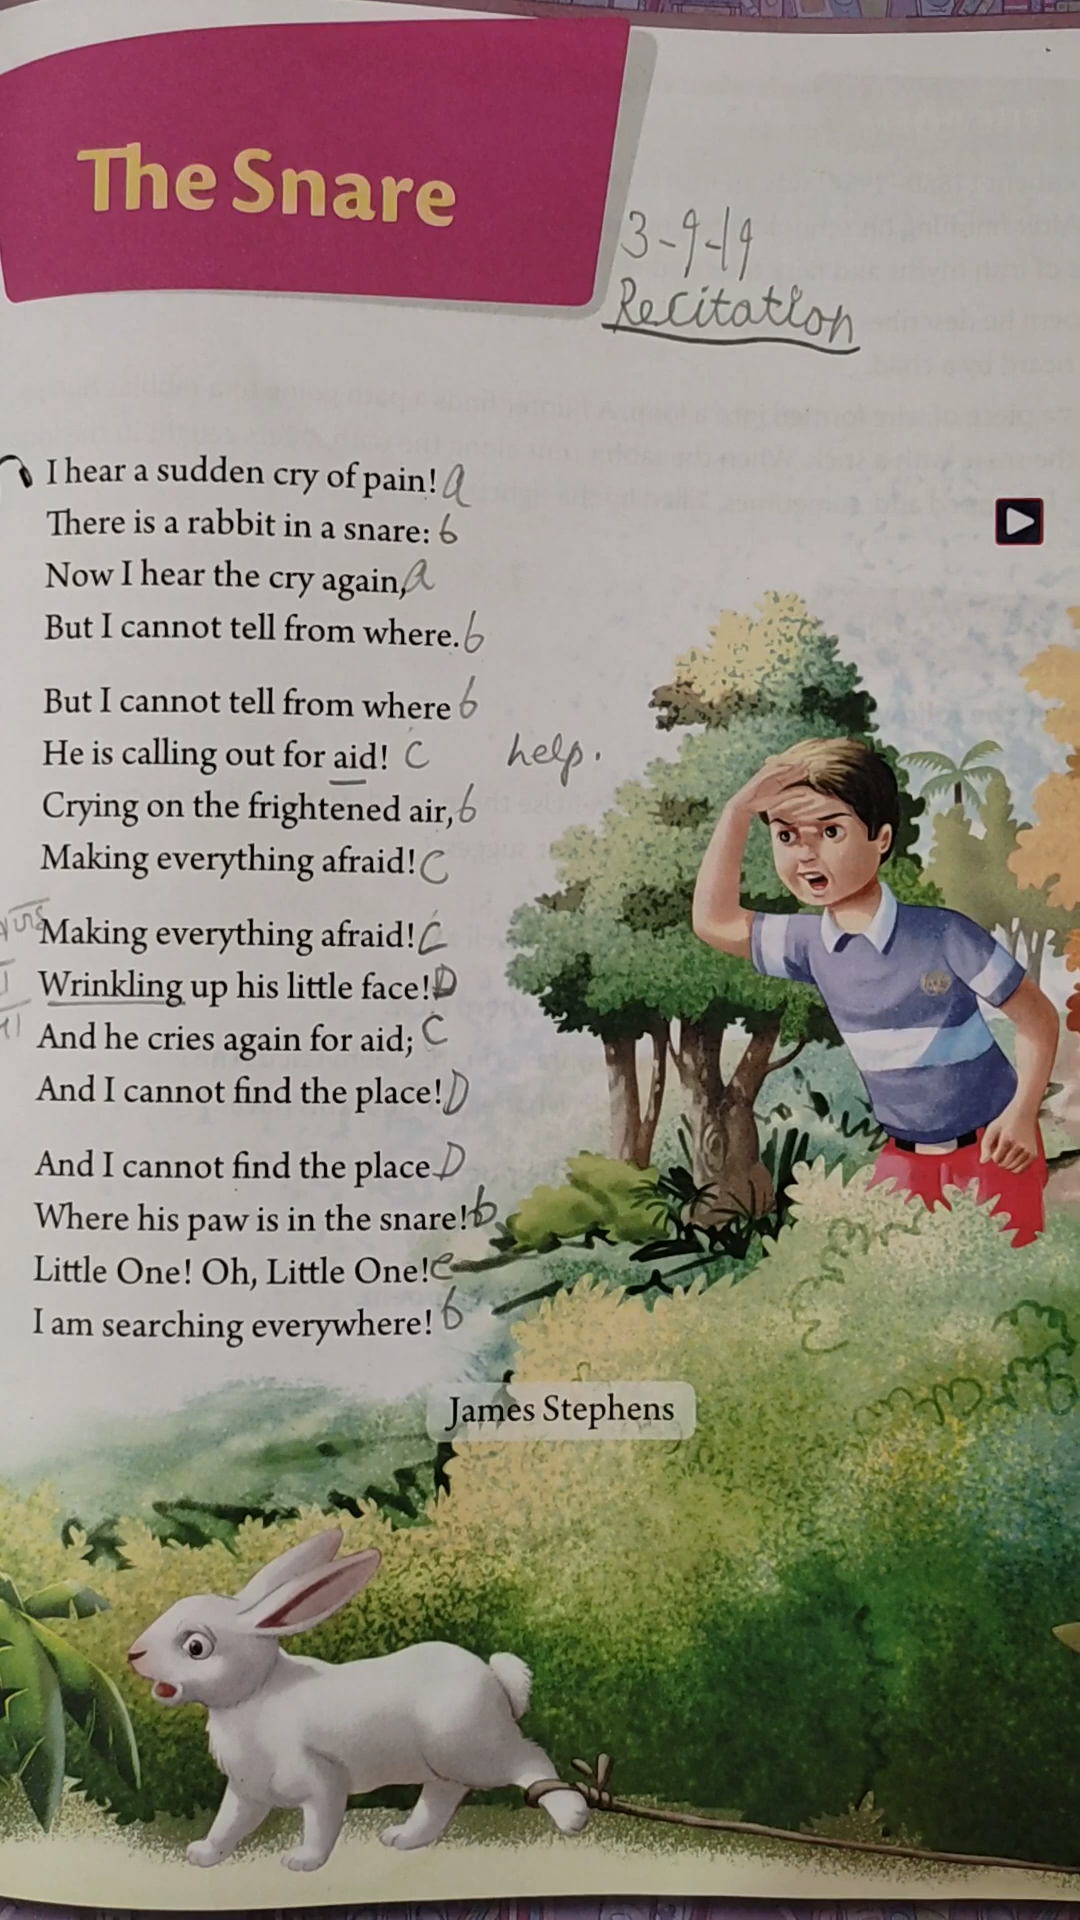 The Snare
3-9-19
Recitation
I hear a sudden cry of pain! a
There is a rabbit in a snare: b
Now I hear the cry again, a
But I cannot tell from where. b
But I cannot tell from where b
He is calling out for aid! C help.
Crying on the frightened air, b
Making everything afraid! C
Making everything afraid! C
Wrinkling up his little face! D
And he cries again for aid; C
And I cannot find the place! D
And I cannot find the place D
Where his paw is in the snare! b
Little One! Oh, Little One! e
I am searching everywhere! b
James Stephens